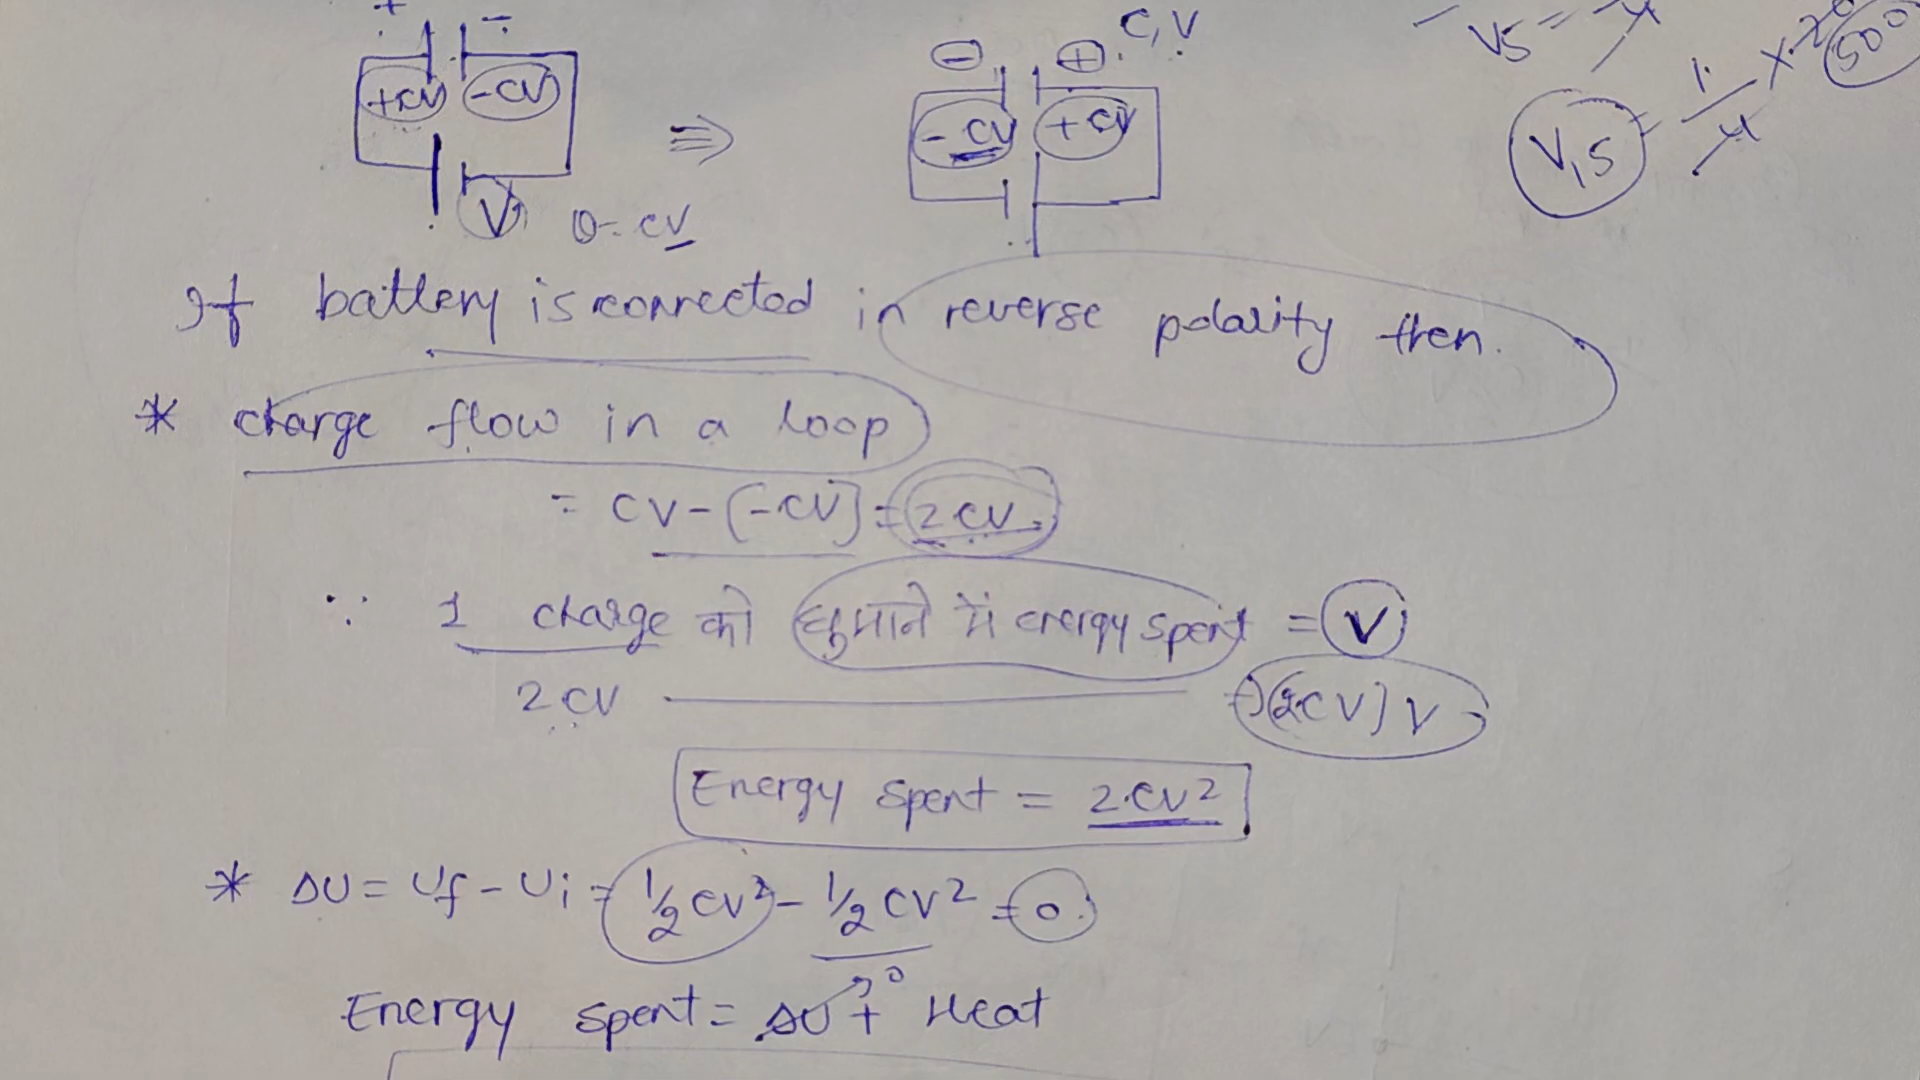 + -
- + C, V
+CV -CV
-CV +CV
V Q = CV
If battery is connected in reverse polarity then.
* charge flow in a loop
= CV-(-CV) = 2CV.
∵ 1 charge को घुमाने में energy spent = V
2CV ——— = (2CV)V
Energy spent = 2CV²
* ΔU = Uf - Ui = ½CV² - ½CV² = 0.
Energy spent = ΔU + Heat
0